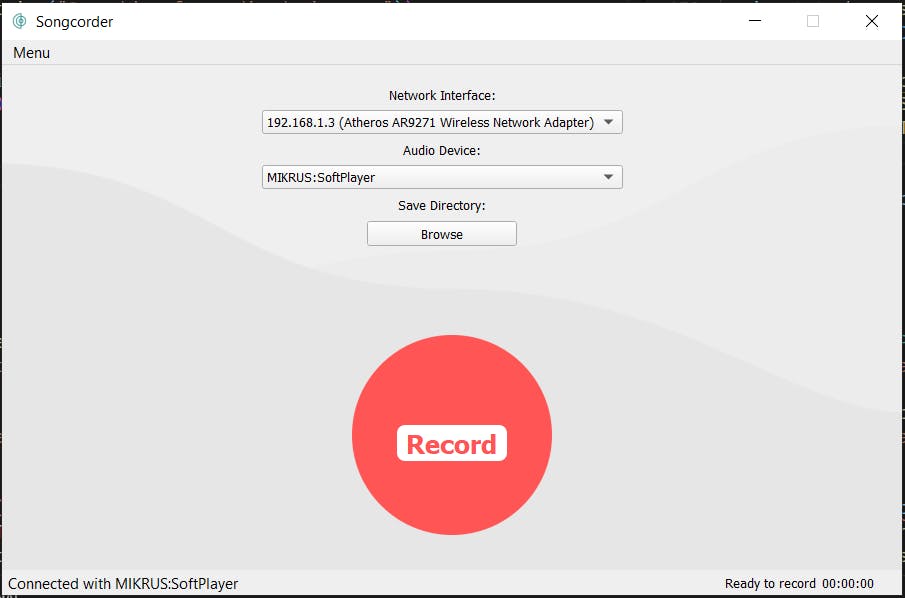 Songcorder
Menu
Network Interface:
192.168.1.3 (Atheros AR9271 Wireless Network Adapter)
Audio Device:
MIKRUS:SoftPlayer
Save Directory:
Browse
Record
Connected with MIKRUS:SoftPlayer
Ready to record 00:00:00